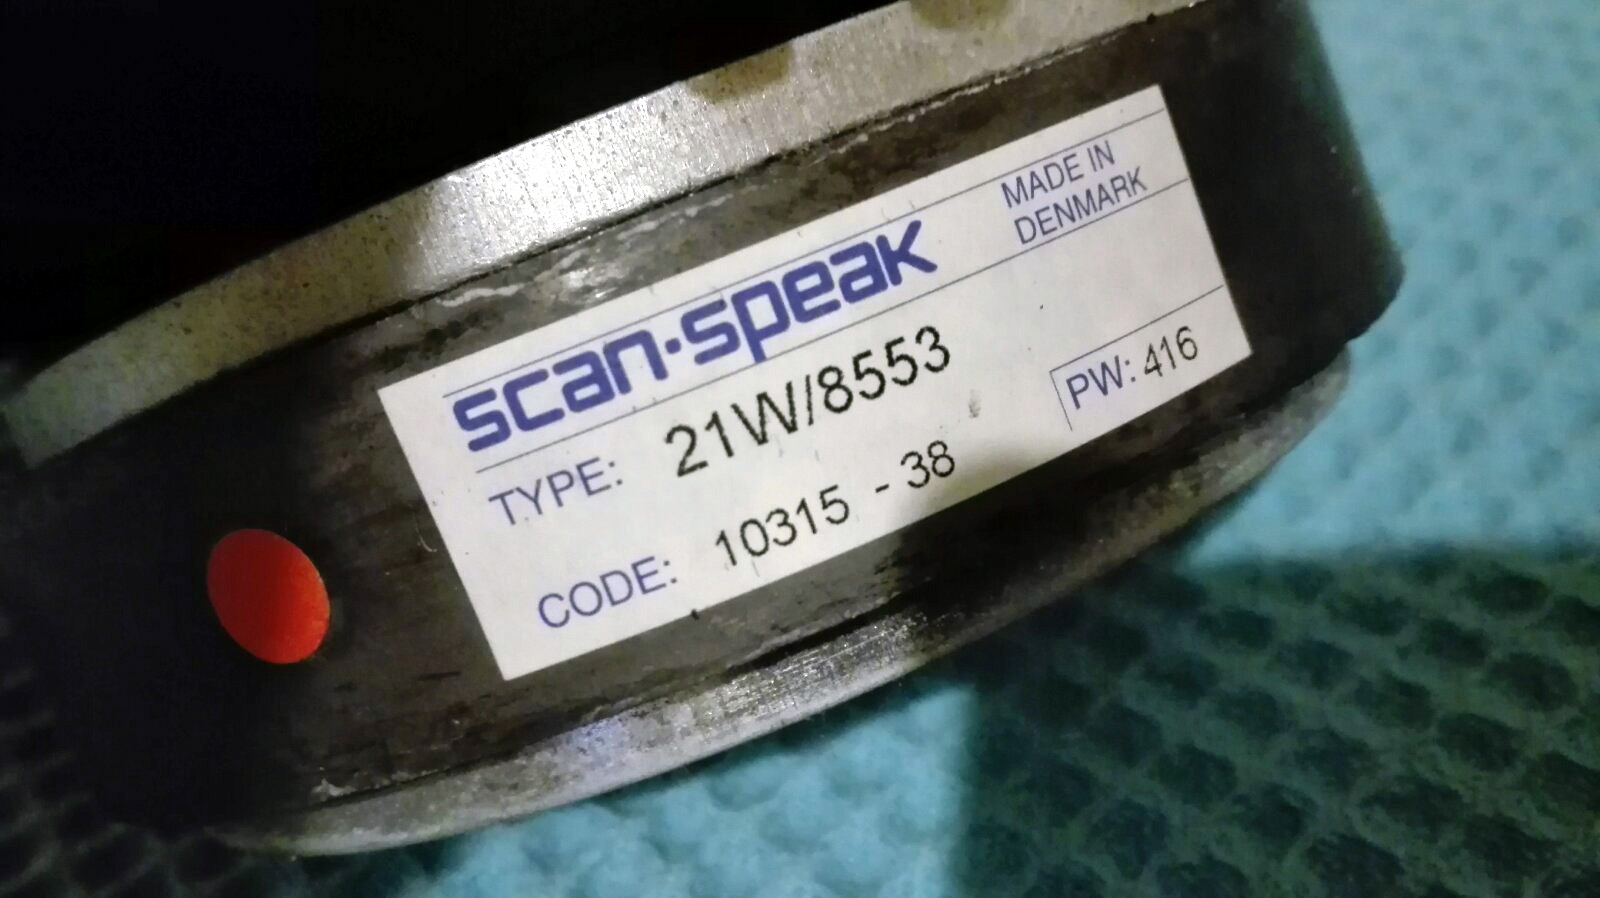 scan-speak
MADE IN
DENMARK
TYPE: 21W/8553
CODE: 10315 - 38
PW: 416